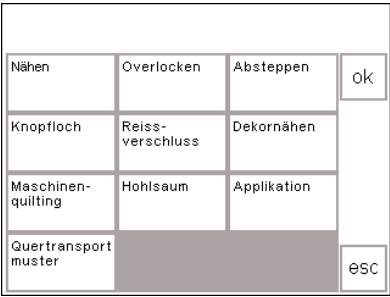 Nähen
Overlocken
Absteppen
ok
Knopfloch
Reiss-
verschluss
Dekornähen
Maschinen-
quilting
Hohlsaum
Applikation
Quertransport
muster
esc